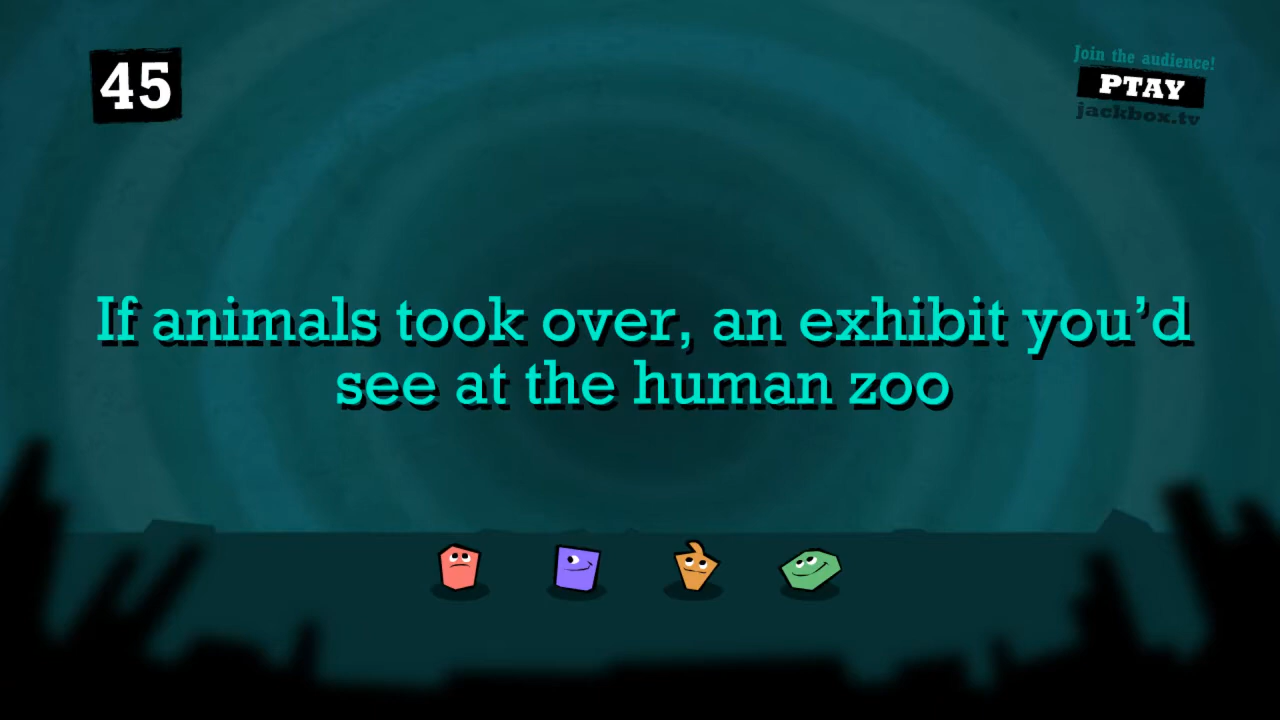 45
Join the audience!
PTAY
jackbox.tv
If animals took over, an exhibit you’d
see at the human zoo